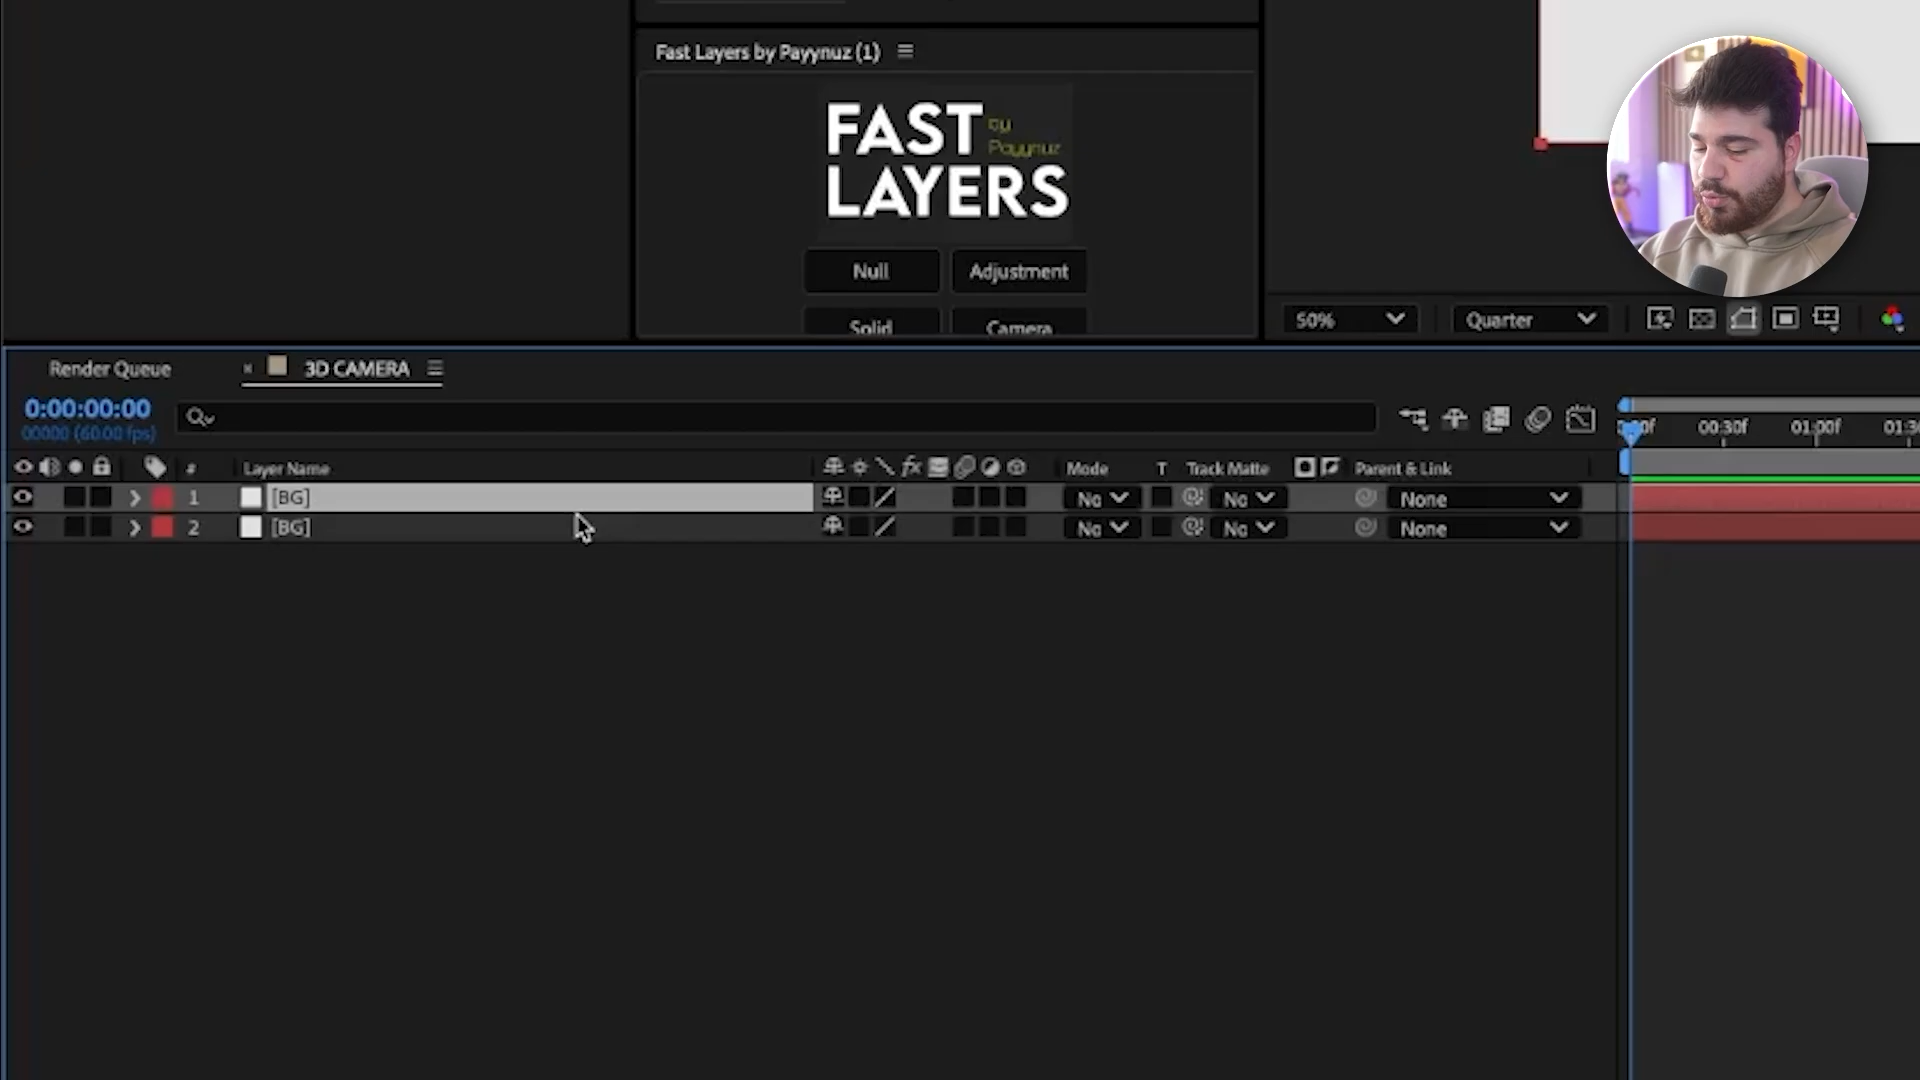 Fast Layers by Payynuz (1)
FAST by
Payynuz
LAYERS
Null Adjustment
Solid Camera
50% Quarter
Render Queue 3D CAMERA
0:00:00:00
00000 (60.00 fps)
00:30f 01:00f
# Layer Name Mode T Track Matte Parent & Link
1 [BG] No No None
2 [BG] No No None